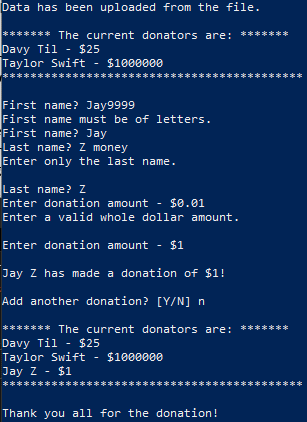 Data has been uploaded from the file.
******* The current donators are: *******
Davy Til - $25
Taylor Swift - $1000000
*****************************************
First name? Jay9999
First name must be of letters.
First name? Jay
Last name? Z money
Enter only the last name.
Last name? Z
Enter donation amount - $0.01
Enter a valid whole dollar amount.
Enter donation amount - $1
Jay Z has made a donation of $1!
Add another donation? [Y/N] n
******* The current donators are: *******
Davy Til - $25
Taylor Swift - $1000000
Jay Z - $1
*****************************************
Thank you all for the donation!